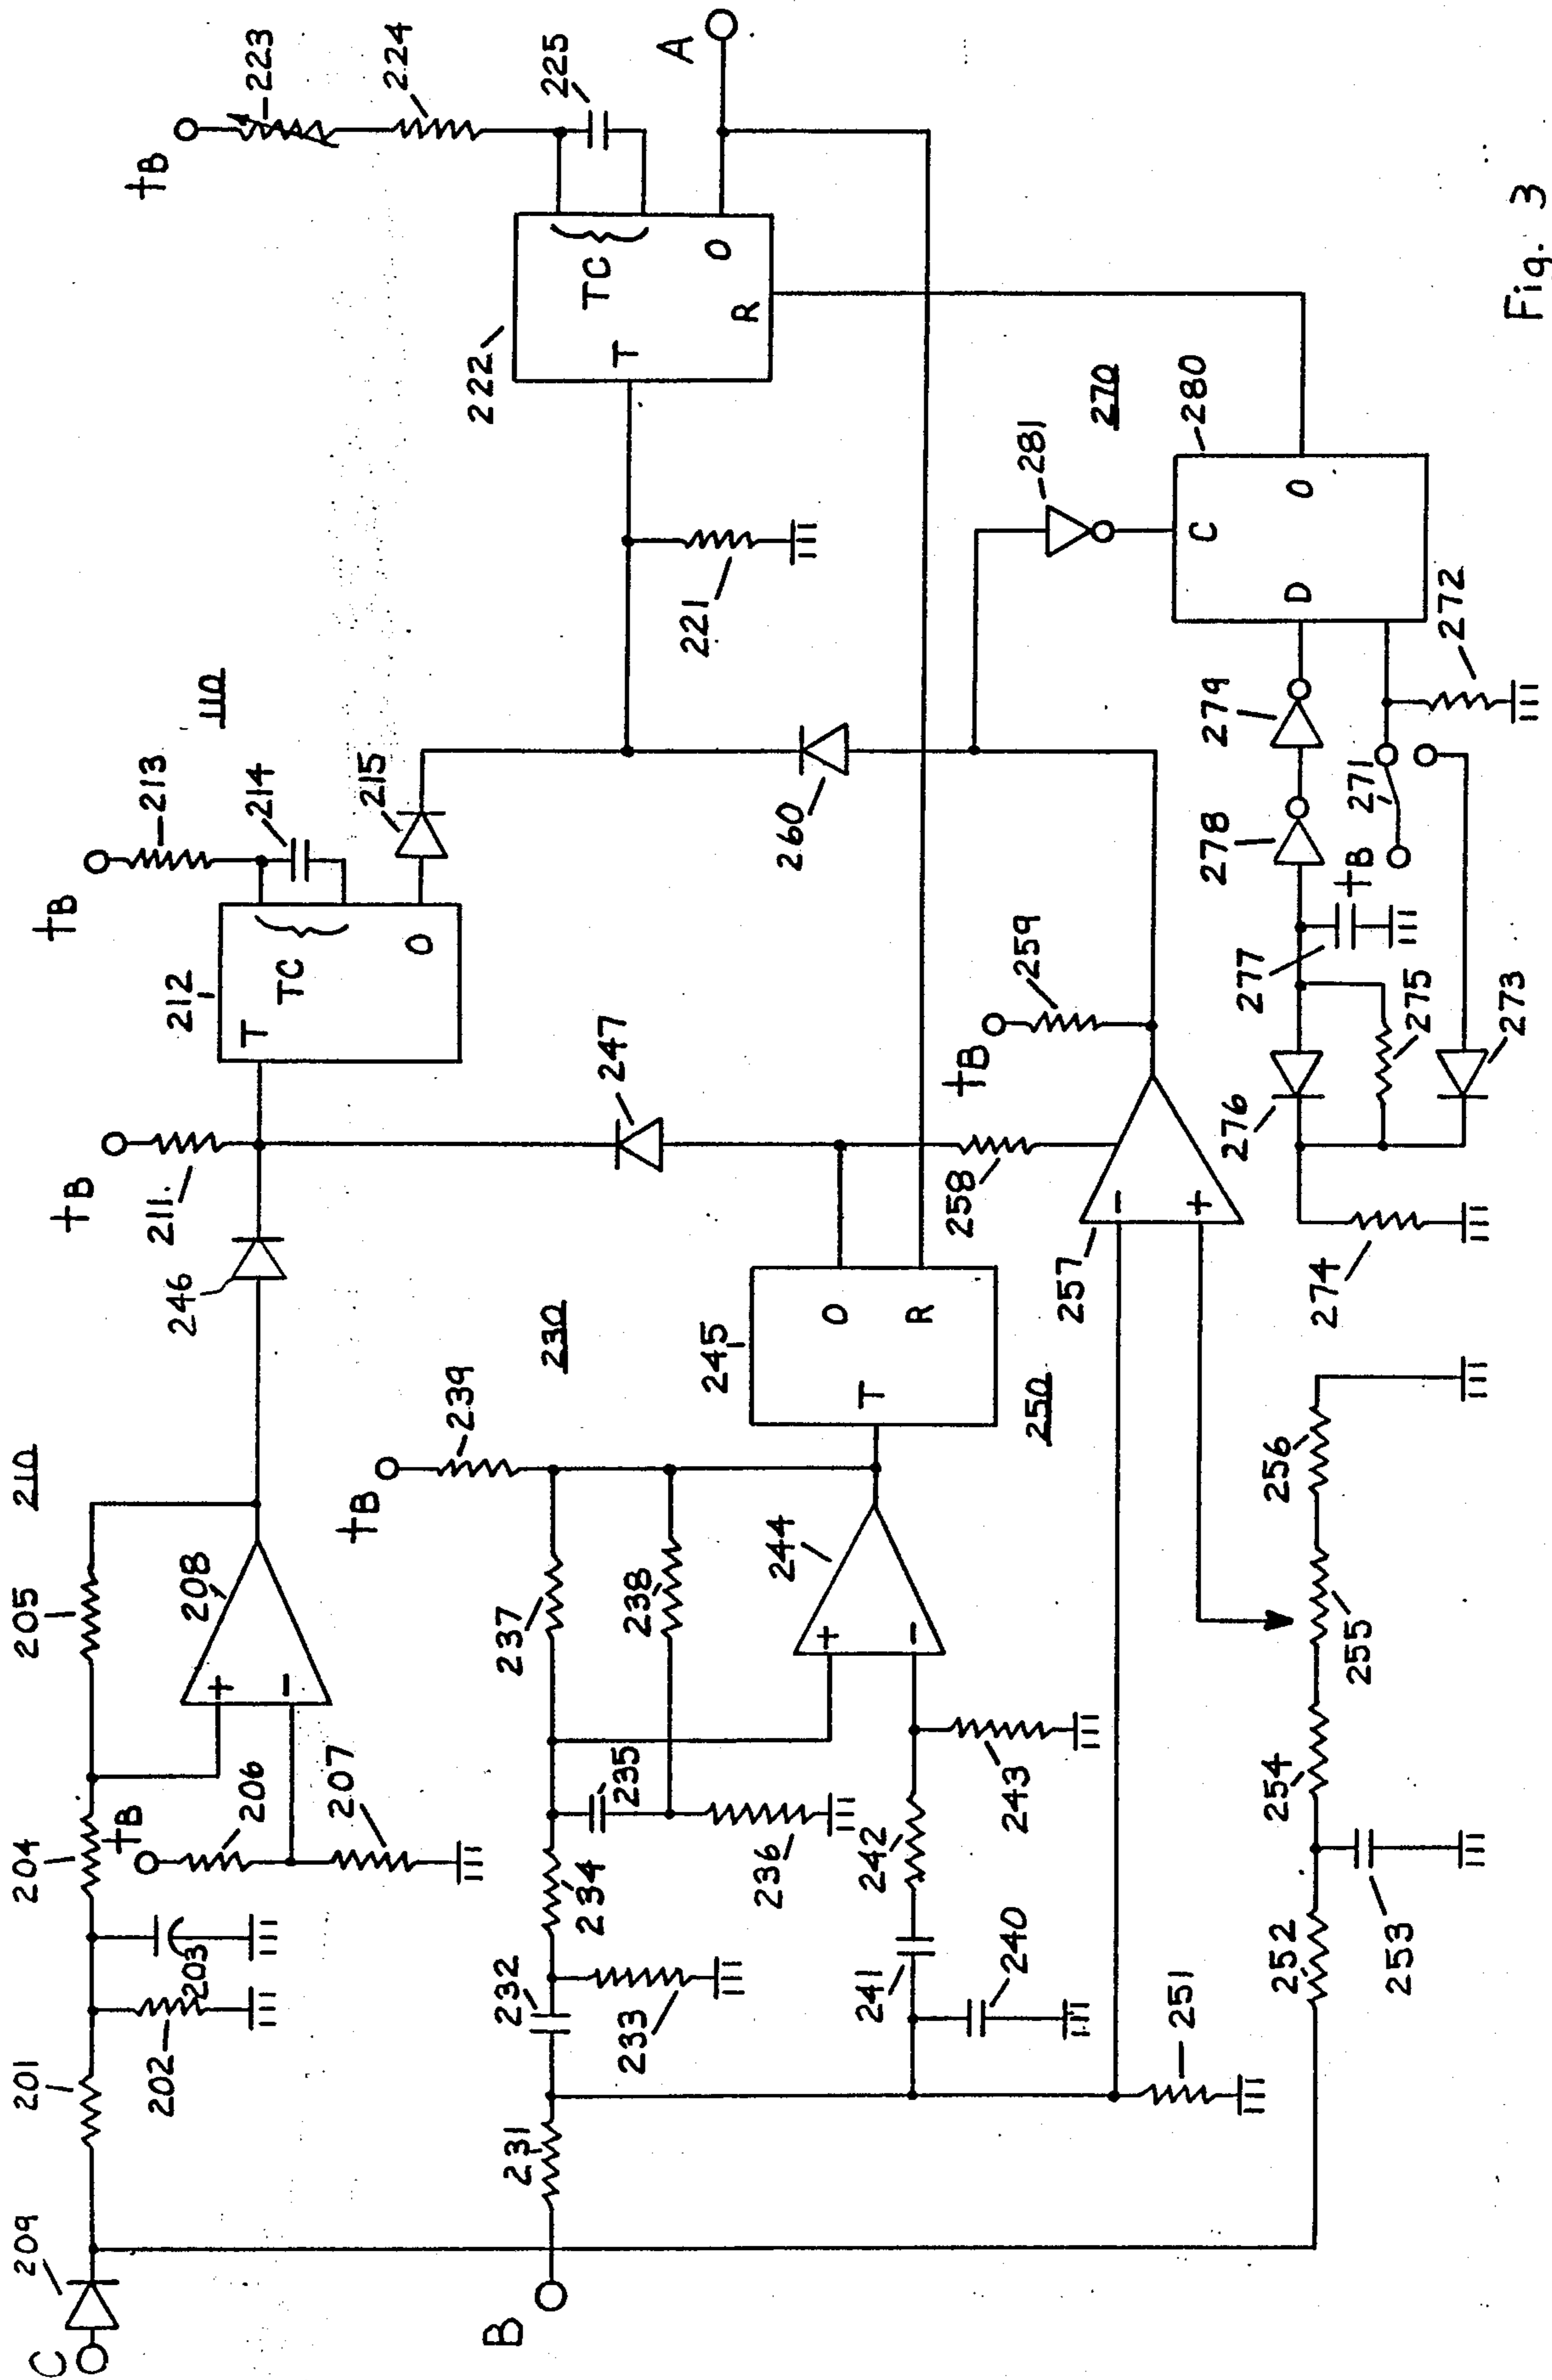 209 201 204 205 210
C
+B +B
202 203 +B 206 208 211 213 110 +B
207 246 212 214 223
T TC O 215 224
+ −
+B
B 231 232 234 235 237 239 230 247 222 225
233 236 238 T TC O R A
241 242 244 245 221
240 243 + − T O R 260
250 258 +B 259 281 270
251 257 − + C 280
252 254 256 276 278 279 D O
253 255 274 277 +B 271
275 272
273
Fig. 3